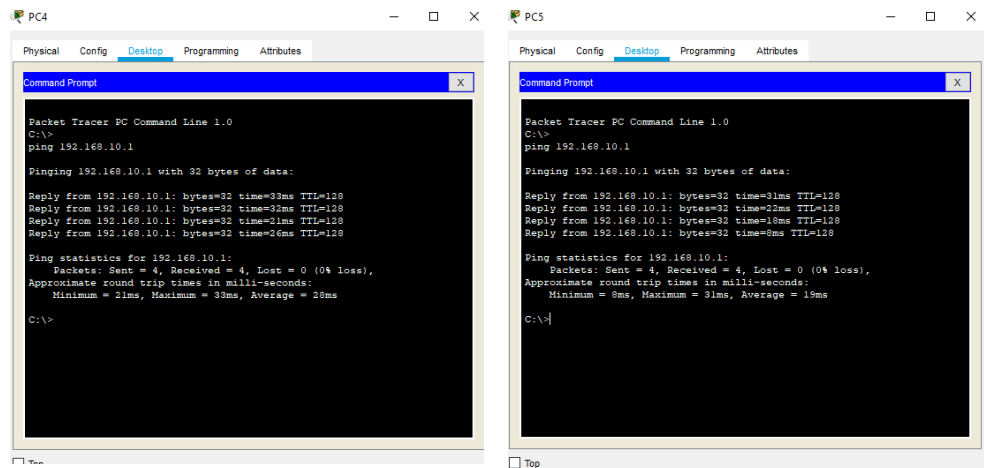 PC4
Physical Config Desktop Programming Attributes
Command Prompt X
Packet Tracer PC Command Line 1.0
C:\>
ping 192.168.10.1
Pinging 192.168.10.1 with 32 bytes of data:
Reply from 192.168.10.1: bytes=32 time=33ms TTL=128
Reply from 192.168.10.1: bytes=32 time=32ms TTL=128
Reply from 192.168.10.1: bytes=32 time=21ms TTL=128
Reply from 192.168.10.1: bytes=32 time=26ms TTL=128
Ping statistics for 192.168.10.1:
Packets: Sent = 4, Received = 4, Lost = 0 (0% loss),
Approximate round trip times in milli-seconds:
Minimum = 21ms, Maximum = 33ms, Average = 28ms
C:\>
Top
PC5
Physical Config Desktop Programming Attributes
Command Prompt X
Packet Tracer PC Command Line 1.0
C:\>
ping 192.168.10.1
Pinging 192.168.10.1 with 32 bytes of data:
Reply from 192.168.10.1: bytes=32 time=31ms TTL=128
Reply from 192.168.10.1: bytes=32 time=22ms TTL=128
Reply from 192.168.10.1: bytes=32 time=18ms TTL=128
Reply from 192.168.10.1: bytes=32 time=8ms TTL=128
Ping statistics for 192.168.10.1:
Packets: Sent = 4, Received = 4, Lost = 0 (0% loss),
Approximate round trip times in milli-seconds:
Minimum = 8ms, Maximum = 31ms, Average = 19ms
C:\>
Top